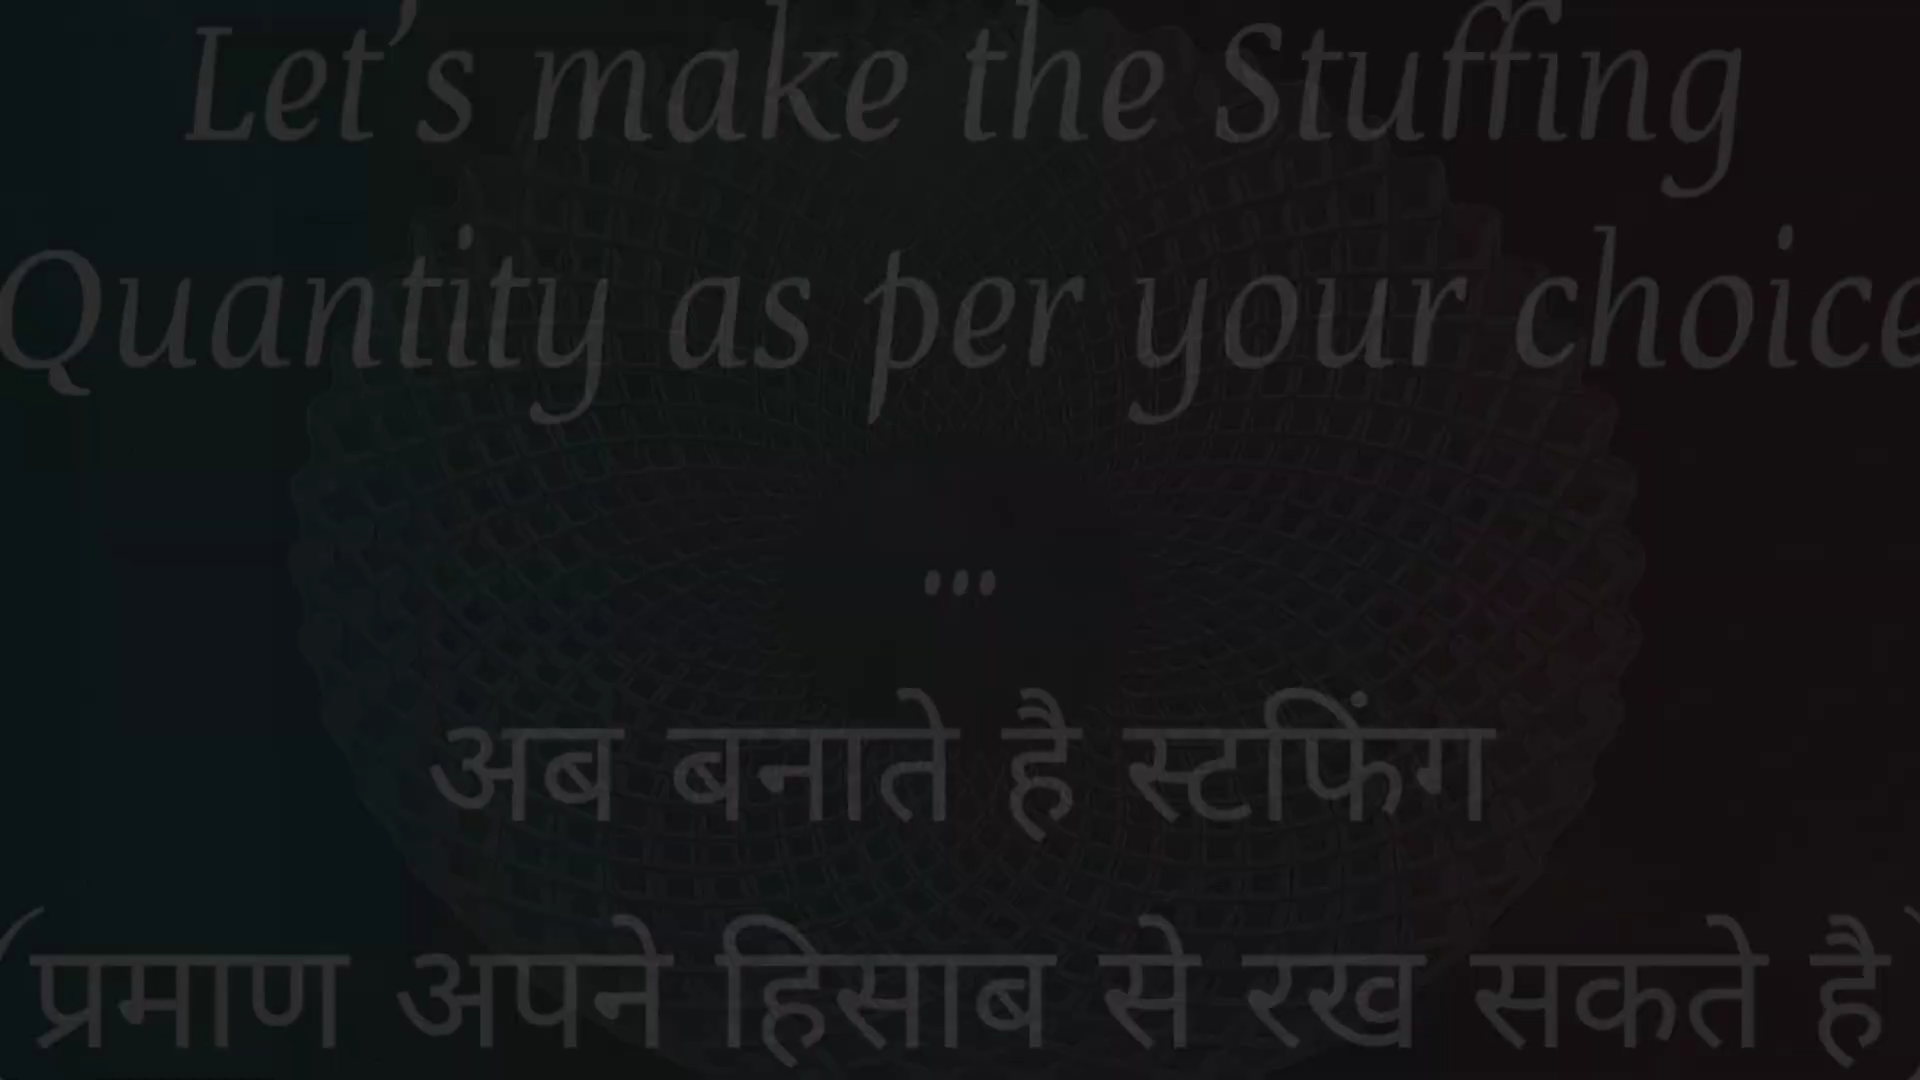 Let’s make the Stuffing
Quantity as per your choice
...
अब बनाते है स्टफिंग
(प्रमाण अपने हिसाब से रख सकते है)